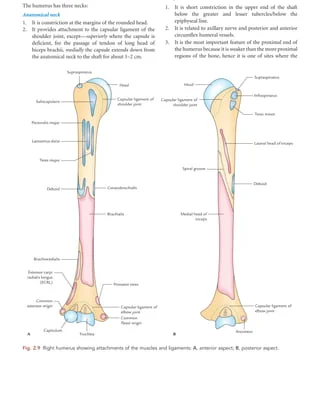 The humerus has three necks:
Anatomical neck
1. It is constriction at the margins of the rounded head.
2. It provides attachment to the capsular ligament of the
shoulder joint, except—superiorly where the capsule is
deficient, for the passage of tendon of long head of
biceps brachii, medially the capsule extends down from
the anatomical neck to the shaft for about 1–2 cm.
1. It is short constriction in the upper end of the shaft
below the greater and lesser tubercles/below the
epiphyseal line.
2. It is related to axillary nerve and posterior and anterior
circumflex humeral vessels.
3. It is the most important feature of the proximal end of
the humerus because it is weaker than the more proximal
regions of the bone, hence it is one of sites where the
Supraspinatus
Head
Subscapularis
Capsular ligament of
shoulder joint
Pectoralis major
Latissimus dorsi
Teres major
Deltoid
Coracobrachialis
Brachialis
Brachioradialis
Extensor carpi
radialis longus
(ECRL)
Pronator teres
Common
extensor origin
Capsular ligament of
elbow joint
Common
flexor origin
Capitulum
Trochlea
A
Supraspinatus
Head
Infraspinatus
Capsular ligament of
shoulder joint
Teres minor
Lateral head of triceps
Spiral groove
Deltoid
Medial head of
triceps
Capsular ligament of
elbow joint
Anconeus
B
Fig. 2.9 Right humerus showing attachments of the muscles and ligaments: A, anterior aspect; B, posterior aspect.